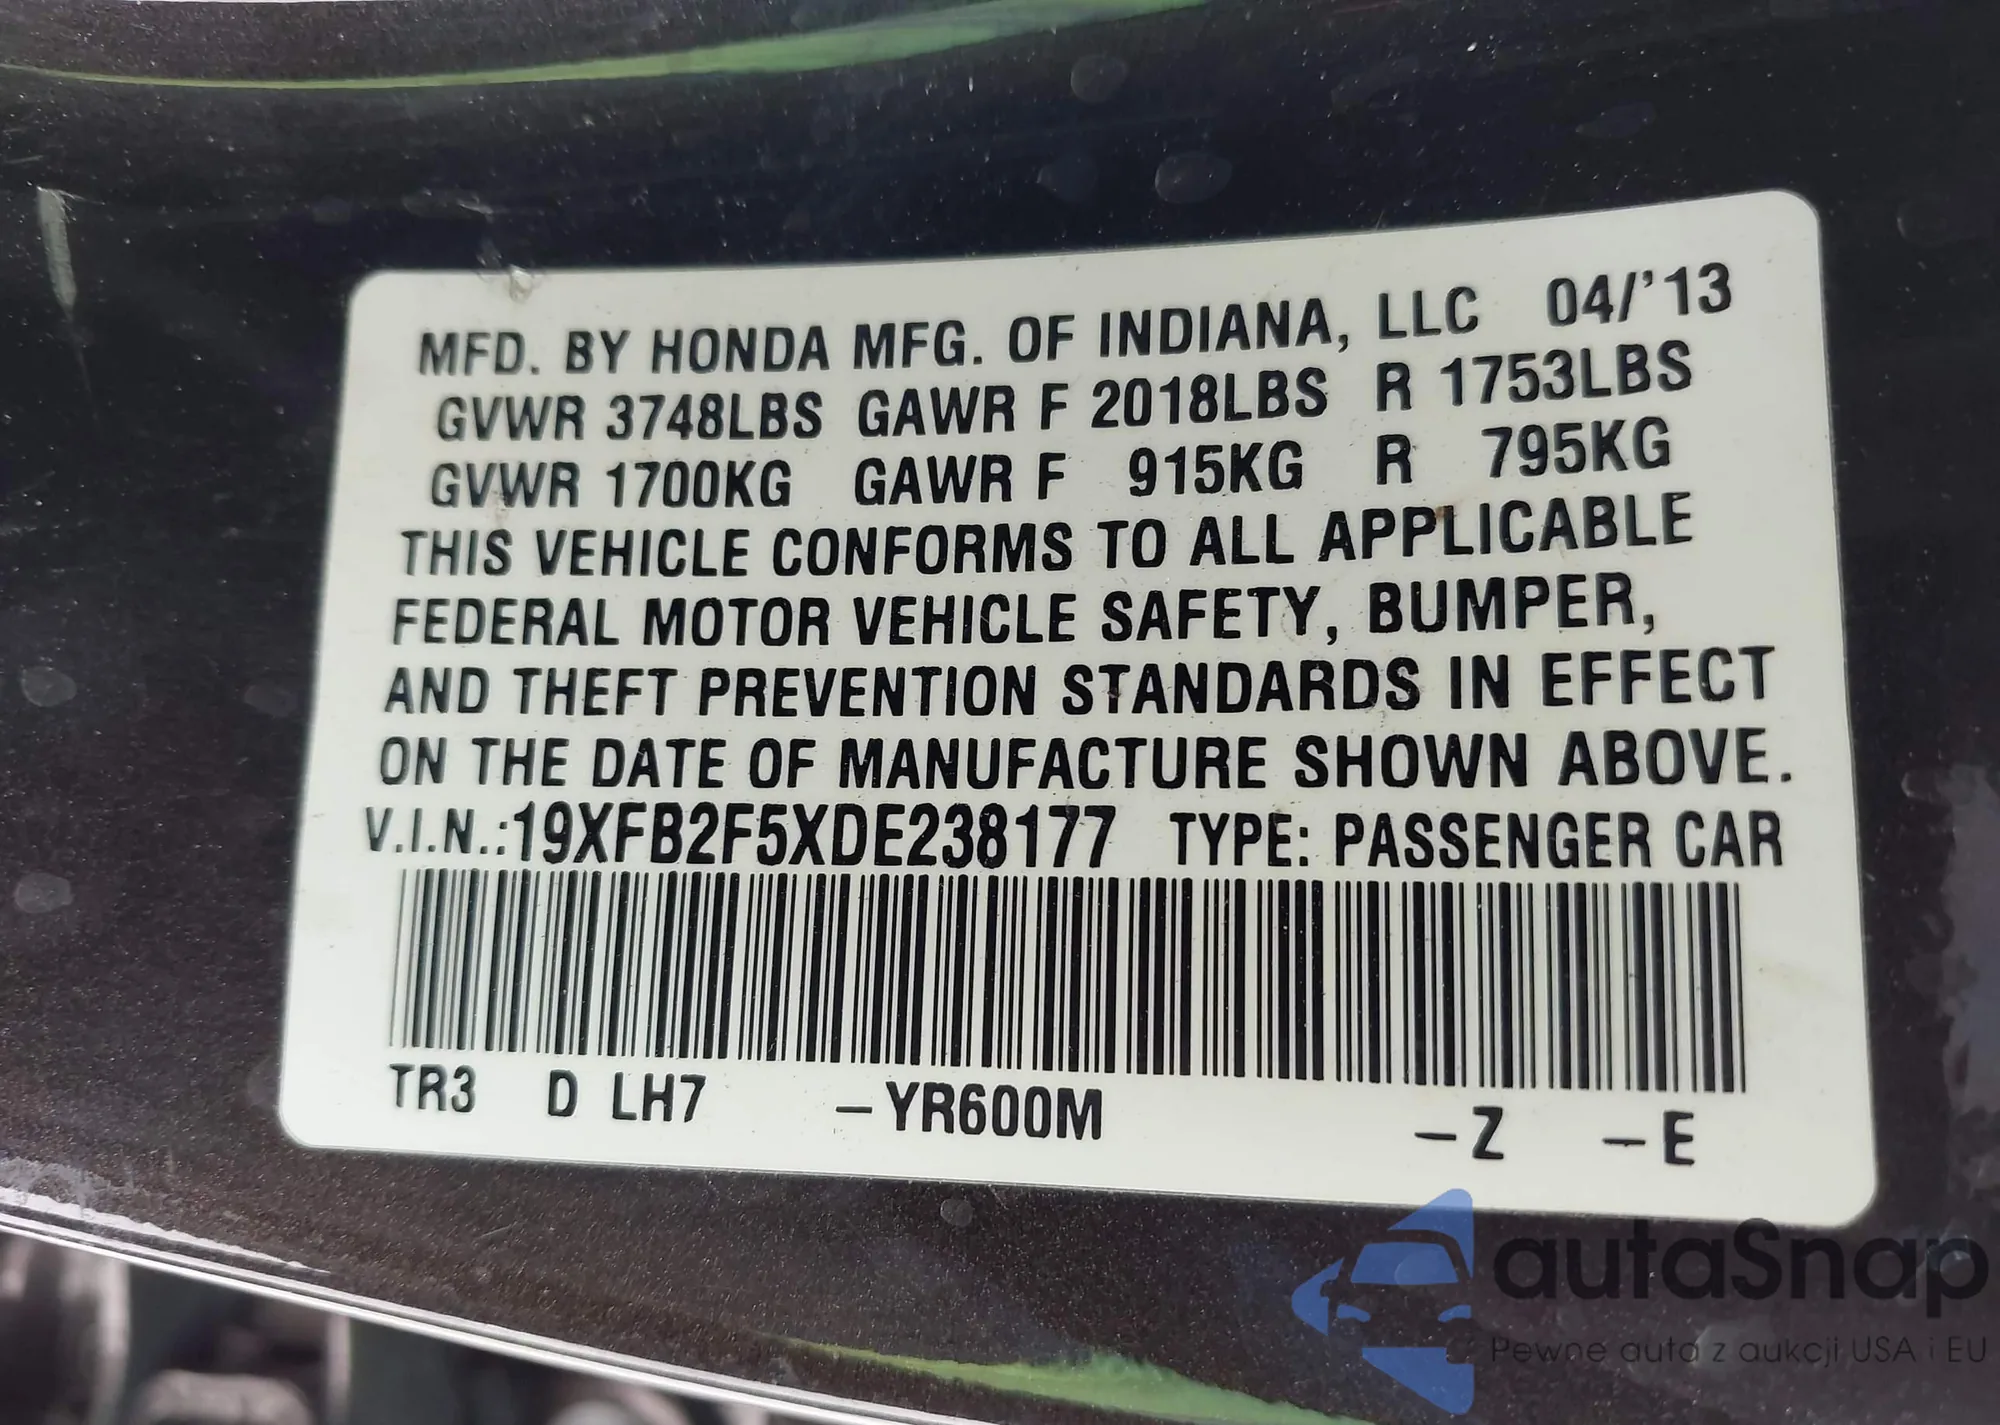 MFD. BY HONDA MFG. OF INDIANA, LLC 04/'13
GVWR 3748LBS GAWR F 2018LBS R 1753LBS
GVWR 1700KG GAWR F 915KG R 795KG
THIS VEHICLE CONFORMS TO ALL APPLICABLE
FEDERAL MOTOR VEHICLE SAFETY, BUMPER,
AND THEFT PREVENTION STANDARDS IN EFFECT
ON THE DATE OF MANUFACTURE SHOWN ABOVE.
V.I.N.:19XFB2F5XDE238177 TYPE: PASSENGER CAR
TR3 D LH7 –YR600M –Z –E
autaSnap
Pewne auta z aukcji USA i EU